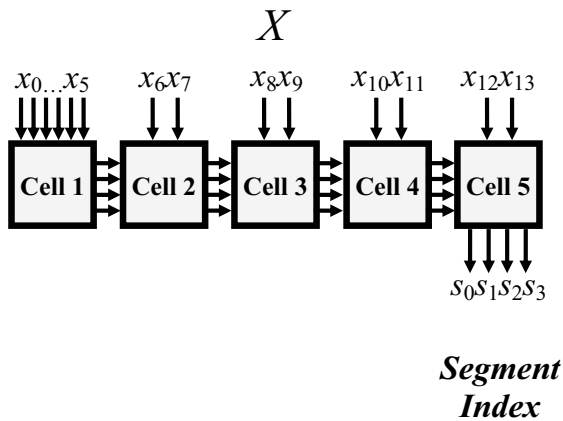 X
x0...x5 x6x7 x8x9 x10x11 x12x13
Cell 1 Cell 2 Cell 3 Cell 4 Cell 5
s0s1s2s3
Segment
Index